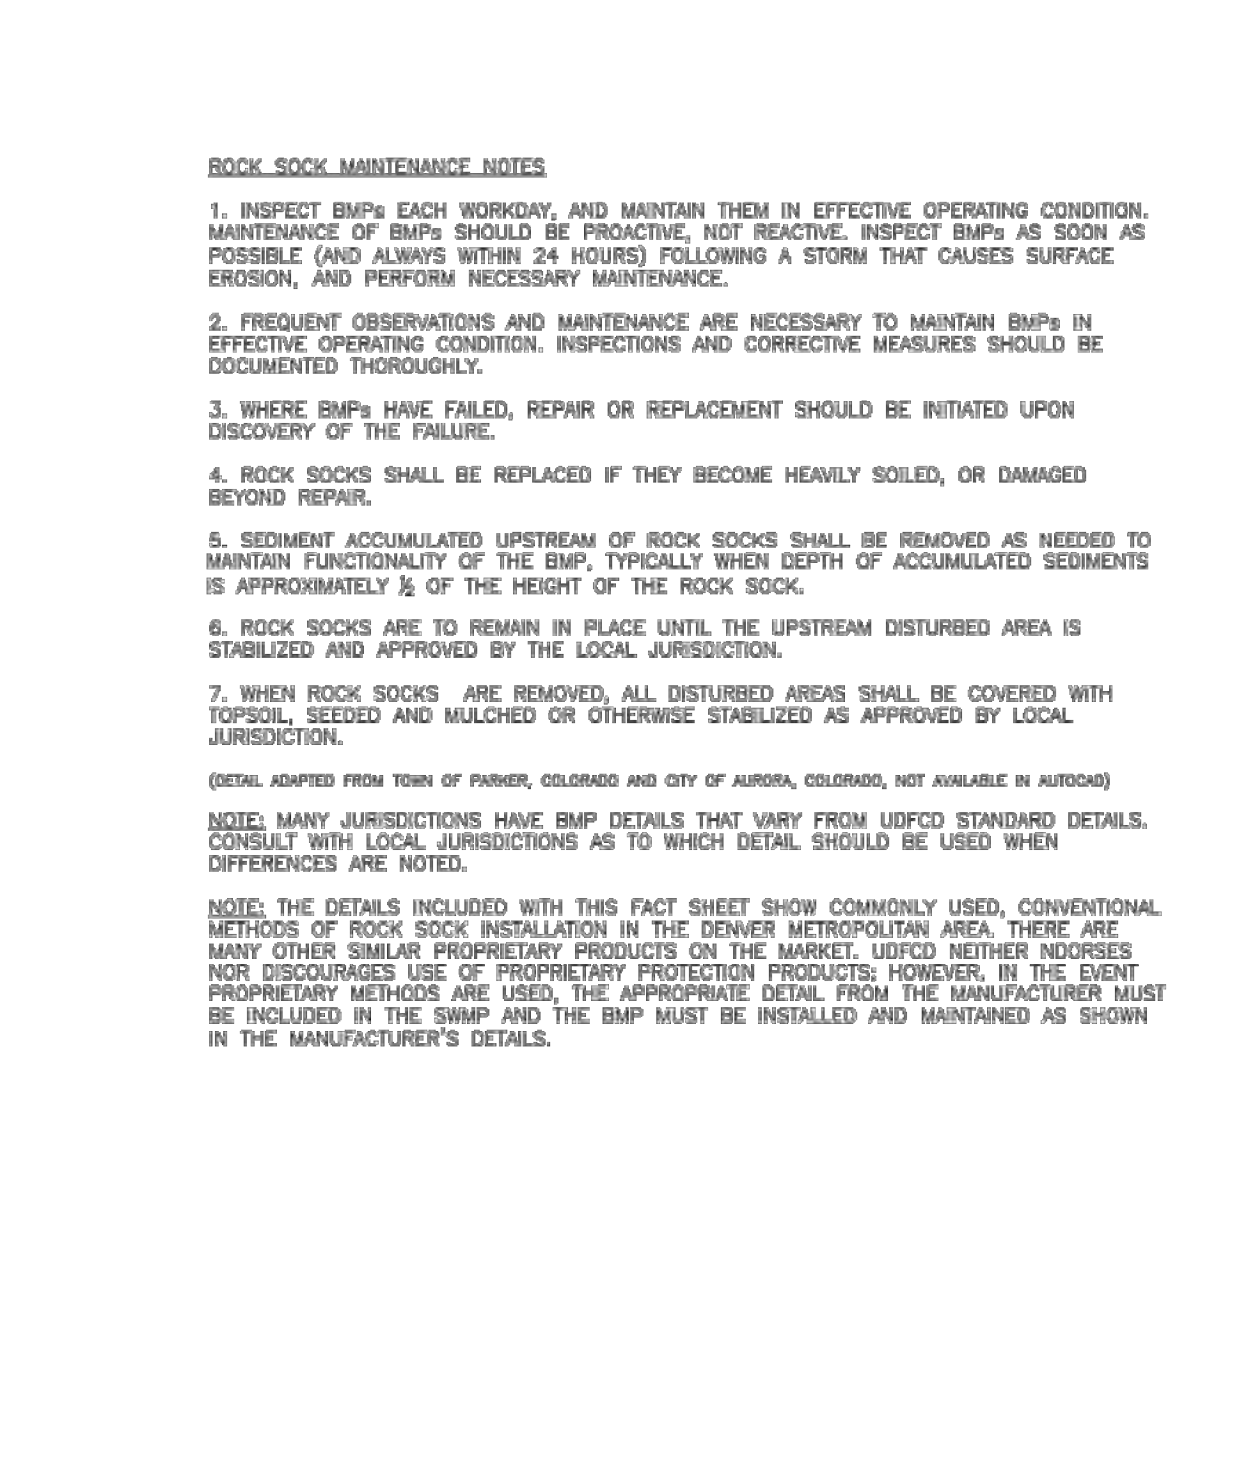 ROCK SOCK MAINTENANCE NOTES
1. INSPECT BMPs EACH WORKDAY, AND MAINTAIN THEM IN EFFECTIVE OPERATING CONDITION.
MAINTENANCE OF BMPs SHOULD BE PROACTIVE, NOT REACTIVE. INSPECT BMPs AS SOON AS
POSSIBLE (AND ALWAYS WITHIN 24 HOURS) FOLLOWING A STORM THAT CAUSES SURFACE
EROSION, AND PERFORM NECESSARY MAINTENANCE.
2. FREQUENT OBSERVATIONS AND MAINTENANCE ARE NECESSARY TO MAINTAIN BMPs IN
EFFECTIVE OPERATING CONDITION. INSPECTIONS AND CORRECTIVE MEASURES SHOULD BE
DOCUMENTED THOROUGHLY.
3. WHERE BMPs HAVE FAILED, REPAIR OR REPLACEMENT SHOULD BE INITIATED UPON
DISCOVERY OF THE FAILURE.
4. ROCK SOCKS SHALL BE REPLACED IF THEY BECOME HEAVILY SOILED, OR DAMAGED
BEYOND REPAIR.
5. SEDIMENT ACCUMULATED UPSTREAM OF ROCK SOCKS SHALL BE REMOVED AS NEEDED TO
MAINTAIN FUNCTIONALITY OF THE BMP, TYPICALLY WHEN DEPTH OF ACCUMULATED SEDIMENTS
IS APPROXIMATELY ½ OF THE HEIGHT OF THE ROCK SOCK.
6. ROCK SOCKS ARE TO REMAIN IN PLACE UNTIL THE UPSTREAM DISTURBED AREA IS
STABILIZED AND APPROVED BY THE LOCAL JURISDICTION.
7. WHEN ROCK SOCKS ARE REMOVED, ALL DISTURBED AREAS SHALL BE COVERED WITH
TOPSOIL, SEEDED AND MULCHED OR OTHERWISE STABILIZED AS APPROVED BY LOCAL
JURISDICTION.
(DETAIL ADAPTED FROM TOWN OF PARKER, COLORADO AND CITY OF AURORA, COLORADO, NOT AVAILABLE IN AUTOCAD)
NOTE: MANY JURISDICTIONS HAVE BMP DETAILS THAT VARY FROM UDFCD STANDARD DETAILS.
CONSULT WITH LOCAL JURISDICTIONS AS TO WHICH DETAIL SHOULD BE USED WHEN
DIFFERENCES ARE NOTED.
NOTE: THE DETAILS INCLUDED WITH THIS FACT SHEET SHOW COMMONLY USED, CONVENTIONAL
METHODS OF ROCK SOCK INSTALLATION IN THE DENVER METROPOLITAN AREA. THERE ARE
MANY OTHER SIMILAR PROPRIETARY PRODUCTS ON THE MARKET. UDFCD NEITHER NDORSES
NOR DISCOURAGES USE OF PROPRIETARY PROTECTION PRODUCTS; HOWEVER, IN THE EVENT
PROPRIETARY METHODS ARE USED, THE APPROPRIATE DETAIL FROM THE MANUFACTURER MUST
BE INCLUDED IN THE SWMP AND THE BMP MUST BE INSTALLED AND MAINTAINED AS SHOWN
IN THE MANUFACTURER'S DETAILS.